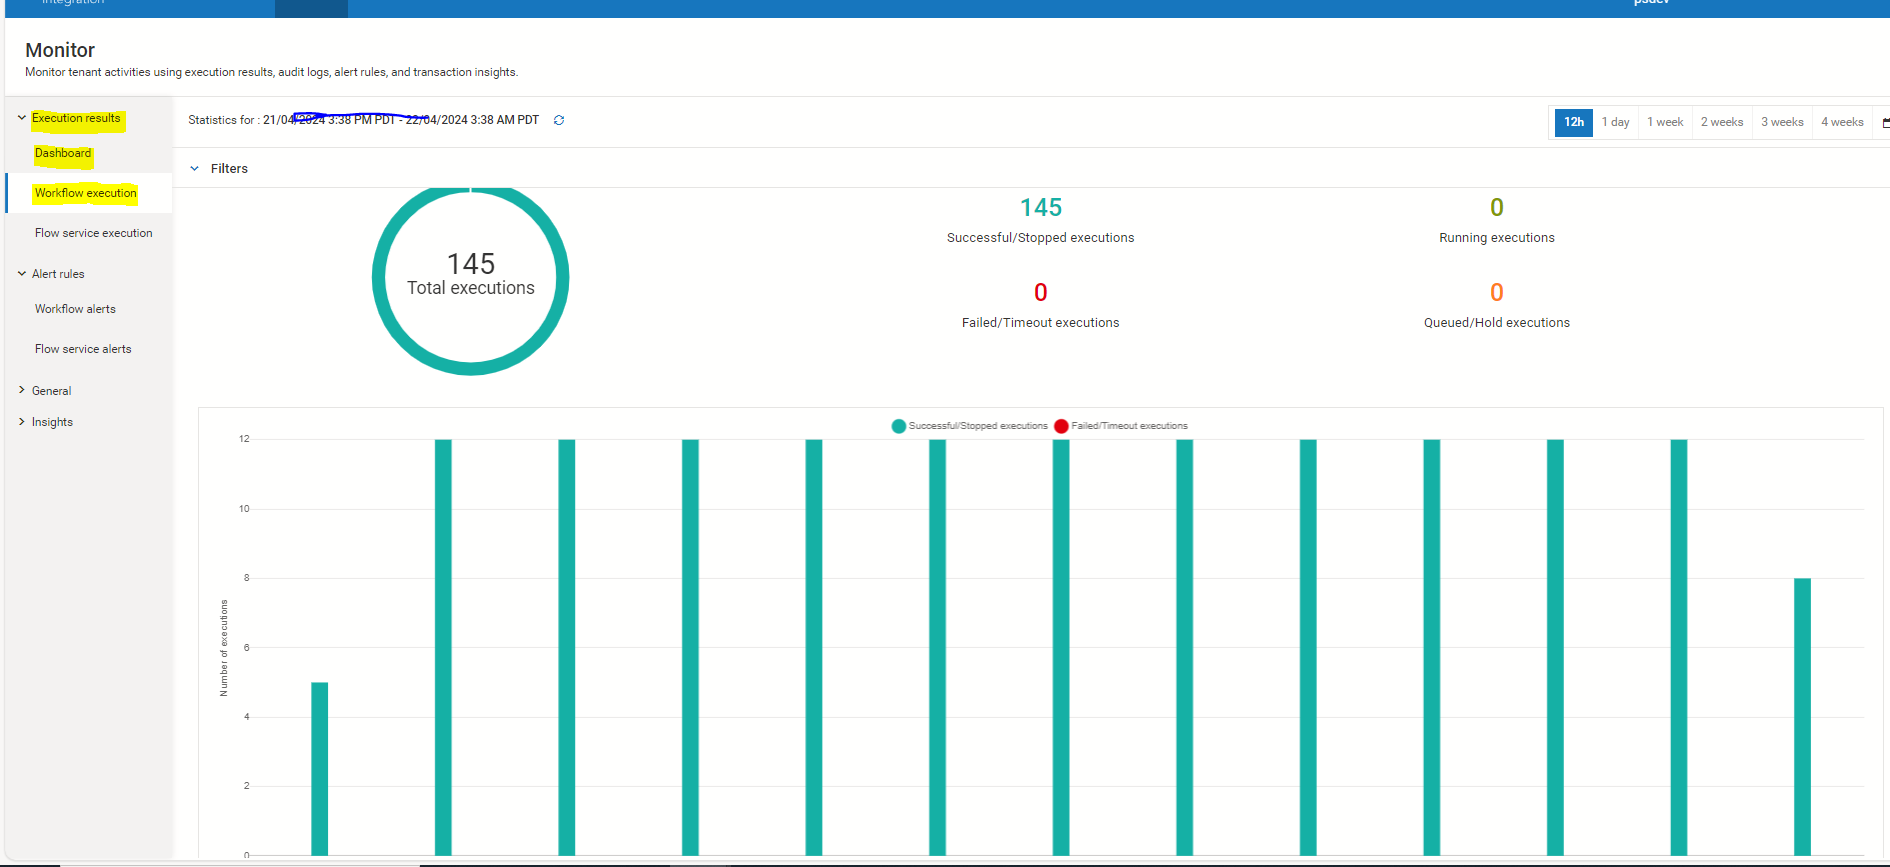 Integration
psdev
Monitor
Monitor tenant activities using execution results, audit logs, alert rules, and transaction insights.
Execution results
Dashboard
Workflow execution
Flow service execution
Alert rules
Workflow alerts
Flow service alerts
General
Insights
Statistics for : 21/04/2024 3:38 PM PDT - 22/04/2024 3:38 AM PDT
12h 1 day 1 week 2 weeks 3 weeks 4 weeks
Filters
145
Total executions
145
Successful/Stopped executions
0
Running executions
0
Failed/Timeout executions
0
Queued/Hold executions
Successful/Stopped executions Failed/Timeout executions
Number of executions
12
10
8
6
4
2
0